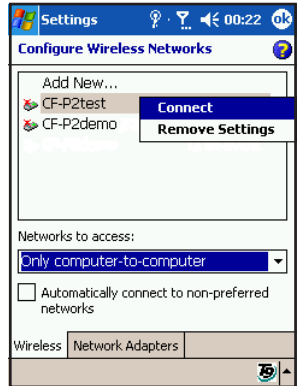 Settings 00:22 ok
Configure Wireless Networks ?
Add New...
CF-P2test
Connect
CF-P2demo
Remove Settings
Networks to access:
Only computer-to-computer
Automatically connect to non-preferred
networks
Wireless Network Adapters